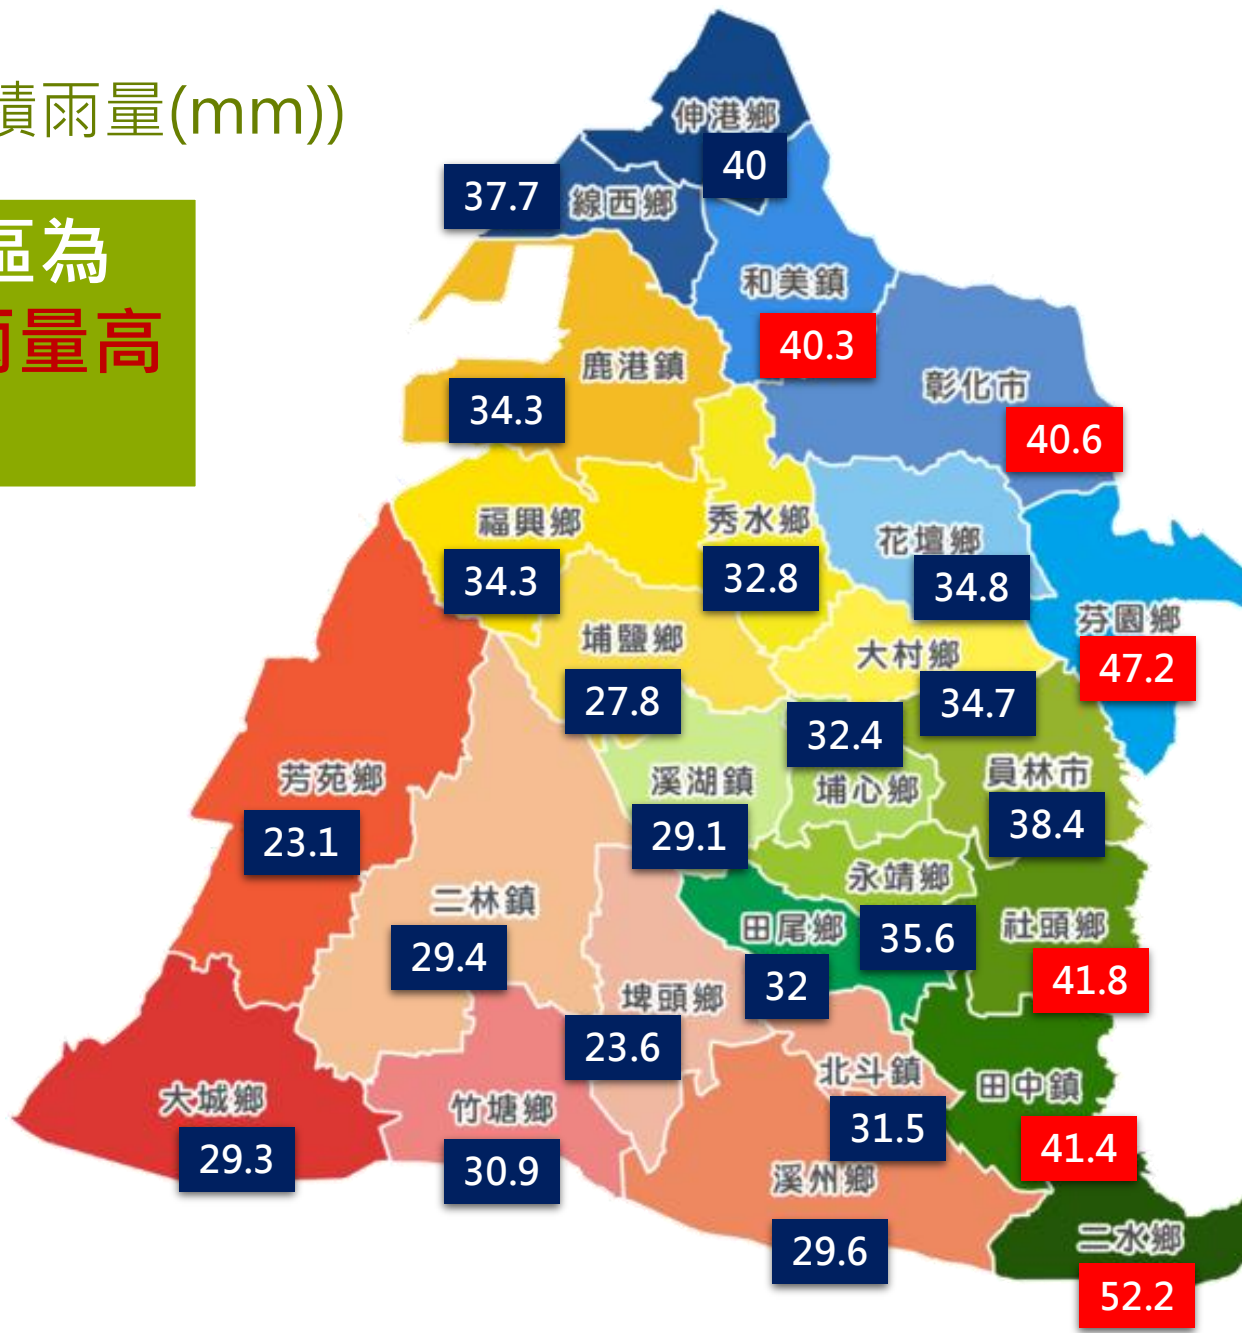 積雨量(mm))
區為
雨量高
伸港鄉
40
37.7
線西鄉
和美鎮
40.3
鹿港鎮
34.3
彰化市
40.6
福興鄉
34.3
秀水鄉
32.8
花壇鄉
34.8
芬園鄉
47.2
埔鹽鄉
27.8
大村鄉
34.7
32.4
埔心鄉
溪湖鎮
29.1
員林市
38.4
芳苑鄉
23.1
二林鎮
29.4
永靖鄉
35.6
田尾鄉
32
社頭鄉
41.8
埤頭鄉
23.6
北斗鎮
31.5
田中鎮
41.4
大城鄉
29.3
竹塘鄉
30.9
溪州鄉
29.6
二水鄉
52.2